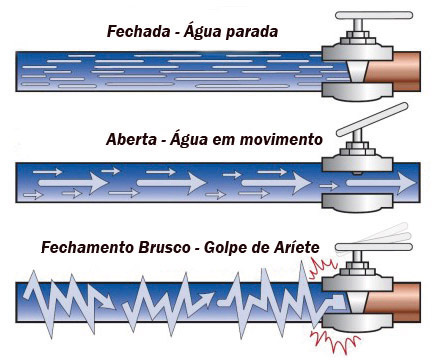 Fechada - Água parada
Aberta - Água em movimento
Fechamento Brusco - Golpe de Aríete